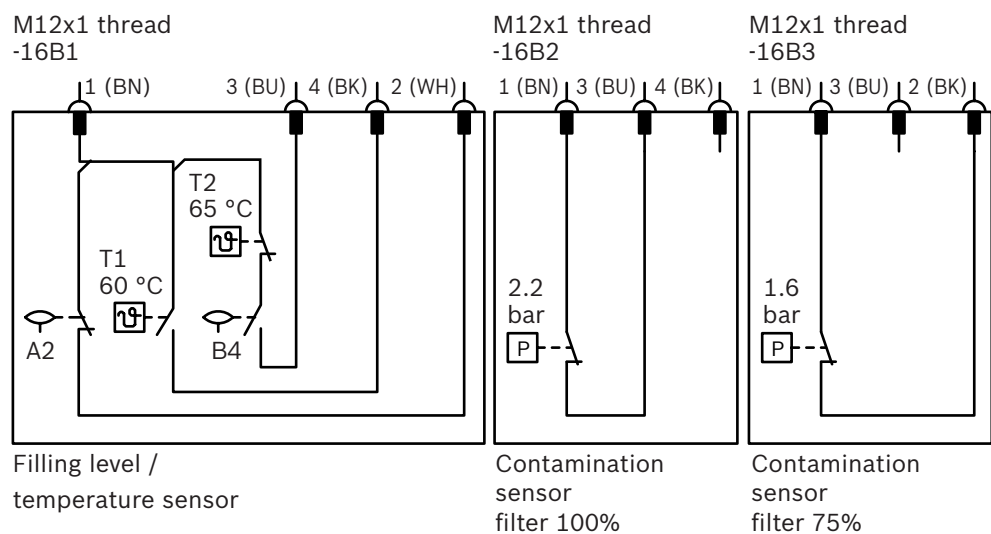 M12x1 thread
-16B1
M12x1 thread
-16B2
M12x1 thread
-16B3
1 (BN) 3 (BU) 4 (BK) 2 (WH)
1 (BN) 3 (BU) 4 (BK)
1 (BN) 3 (BU) 2 (BK)
T2
65 °C
ϑ
T1
60 °C
ϑ
A2
B4
2.2
bar
P
1.6
bar
P
Filling level /
temperature sensor
Contamination
sensor
filter 100%
Contamination
sensor
filter 75%